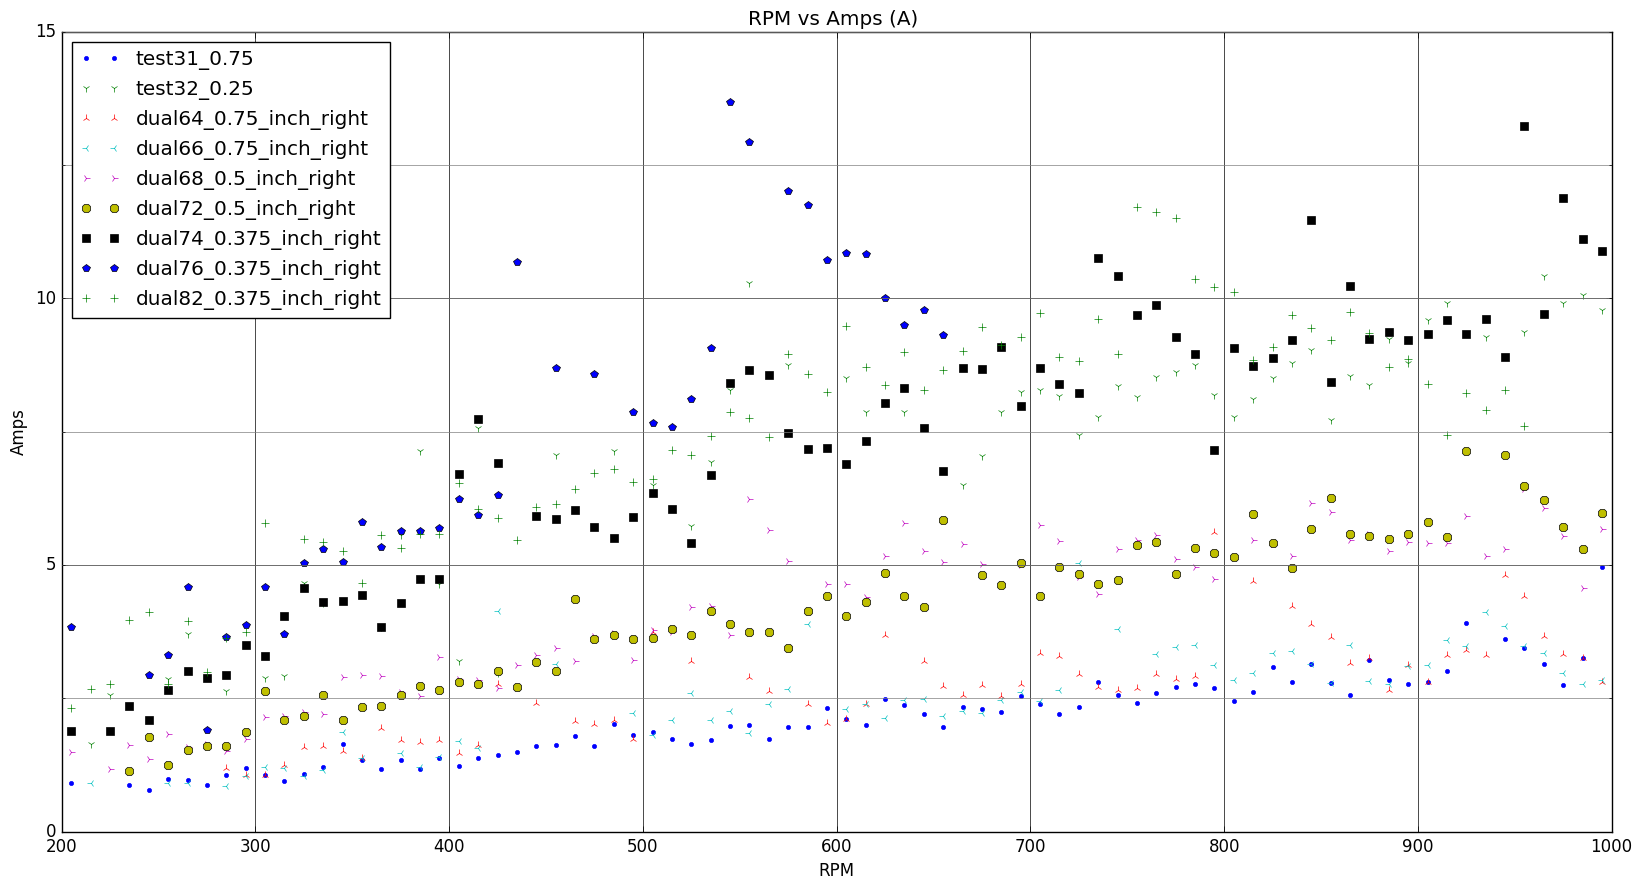 RPM vs Amps (A)
15
10
5
0
Amps
test31_0.75
test32_0.25
dual64_0.75_inch_right
dual66_0.75_inch_right
dual68_0.5_inch_right
dual72_0.5_inch_right
dual74_0.375_inch_right
dual76_0.375_inch_right
dual82_0.375_inch_right
200 300 400 500 600 700 800 900 1000
RPM